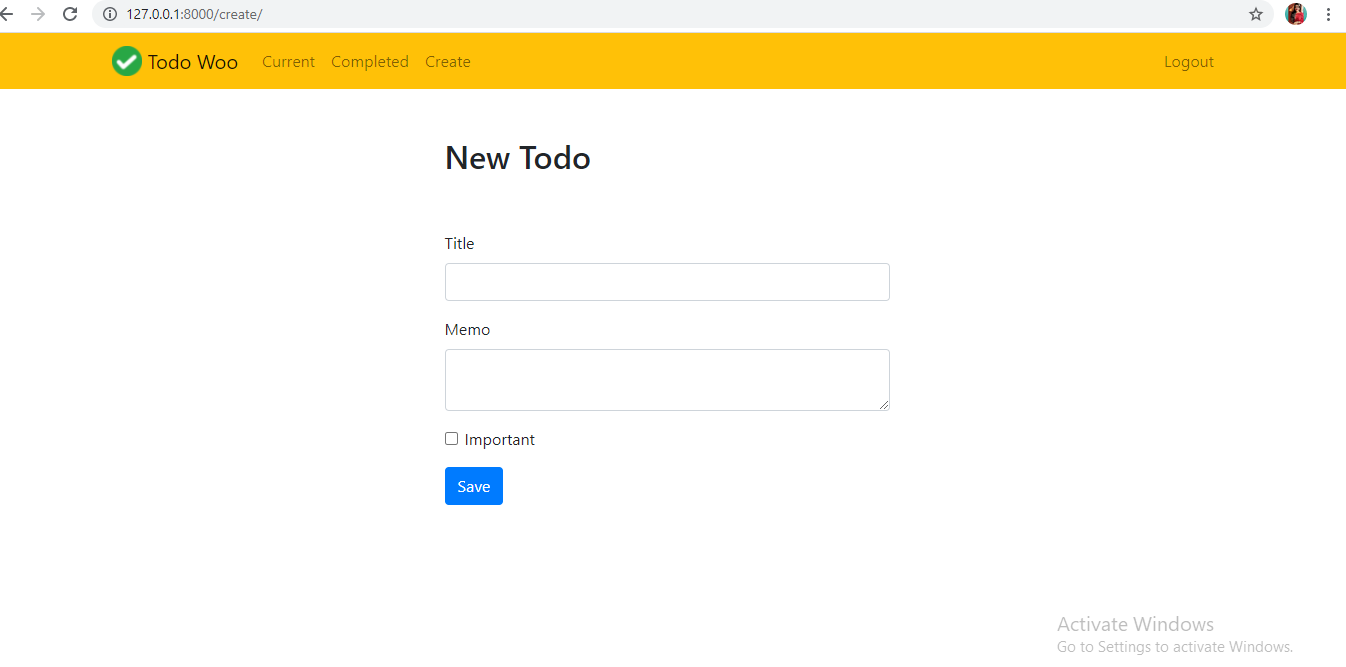 127.0.0.1:8000/create/
Todo Woo Current Completed Create Logout
New Todo
Title
Memo
Important
Save
Activate Windows
Go to Settings to activate Windows.